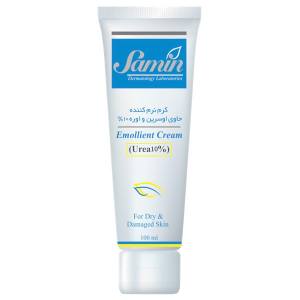 Samin
Dermatology Laboratories
کرم نرم کننده
حاوی اوسرین و اوره ۱۰%
Emollient Cream
(Urea10%)
For Dry &
Damaged Skin
100 ml